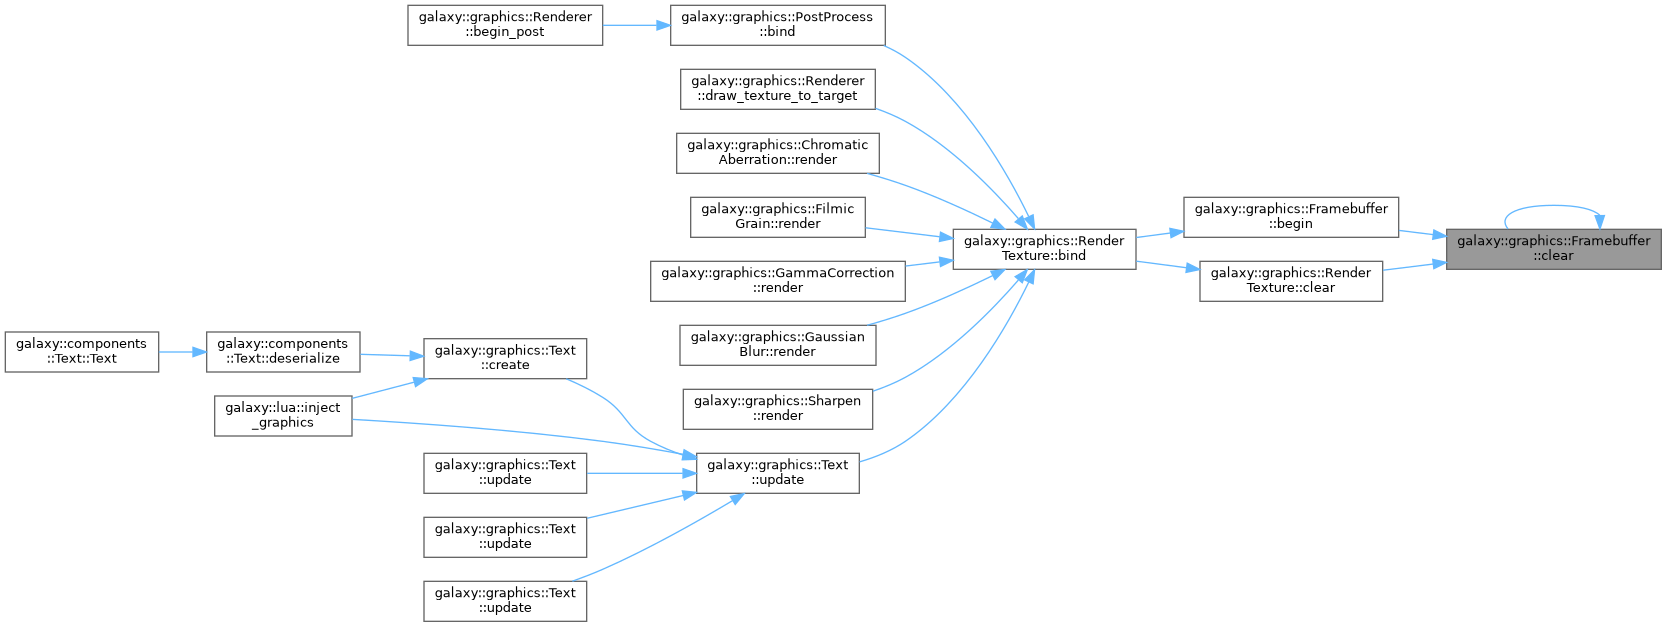 galaxy::graphics::Renderer
::begin_post
galaxy::graphics::PostProcess
::bind
galaxy::graphics::Renderer
::draw_texture_to_target
galaxy::graphics::Chromatic
Aberration::render
galaxy::graphics::Filmic
Grain::render
galaxy::graphics::Framebuffer
::begin
galaxy::graphics::Render
Texture::bind
galaxy::graphics::Framebuffer
::clear
galaxy::graphics::GammaCorrection
::render
galaxy::graphics::Render
Texture::clear
galaxy::graphics::Gaussian
Blur::render
galaxy::components
::Text::Text
galaxy::components
::Text::deserialize
galaxy::graphics::Text
::create
galaxy::graphics::Sharpen
::render
galaxy::lua::inject
_graphics
galaxy::graphics::Text
::update
galaxy::graphics::Text
::update
galaxy::graphics::Text
::update
galaxy::graphics::Text
::update